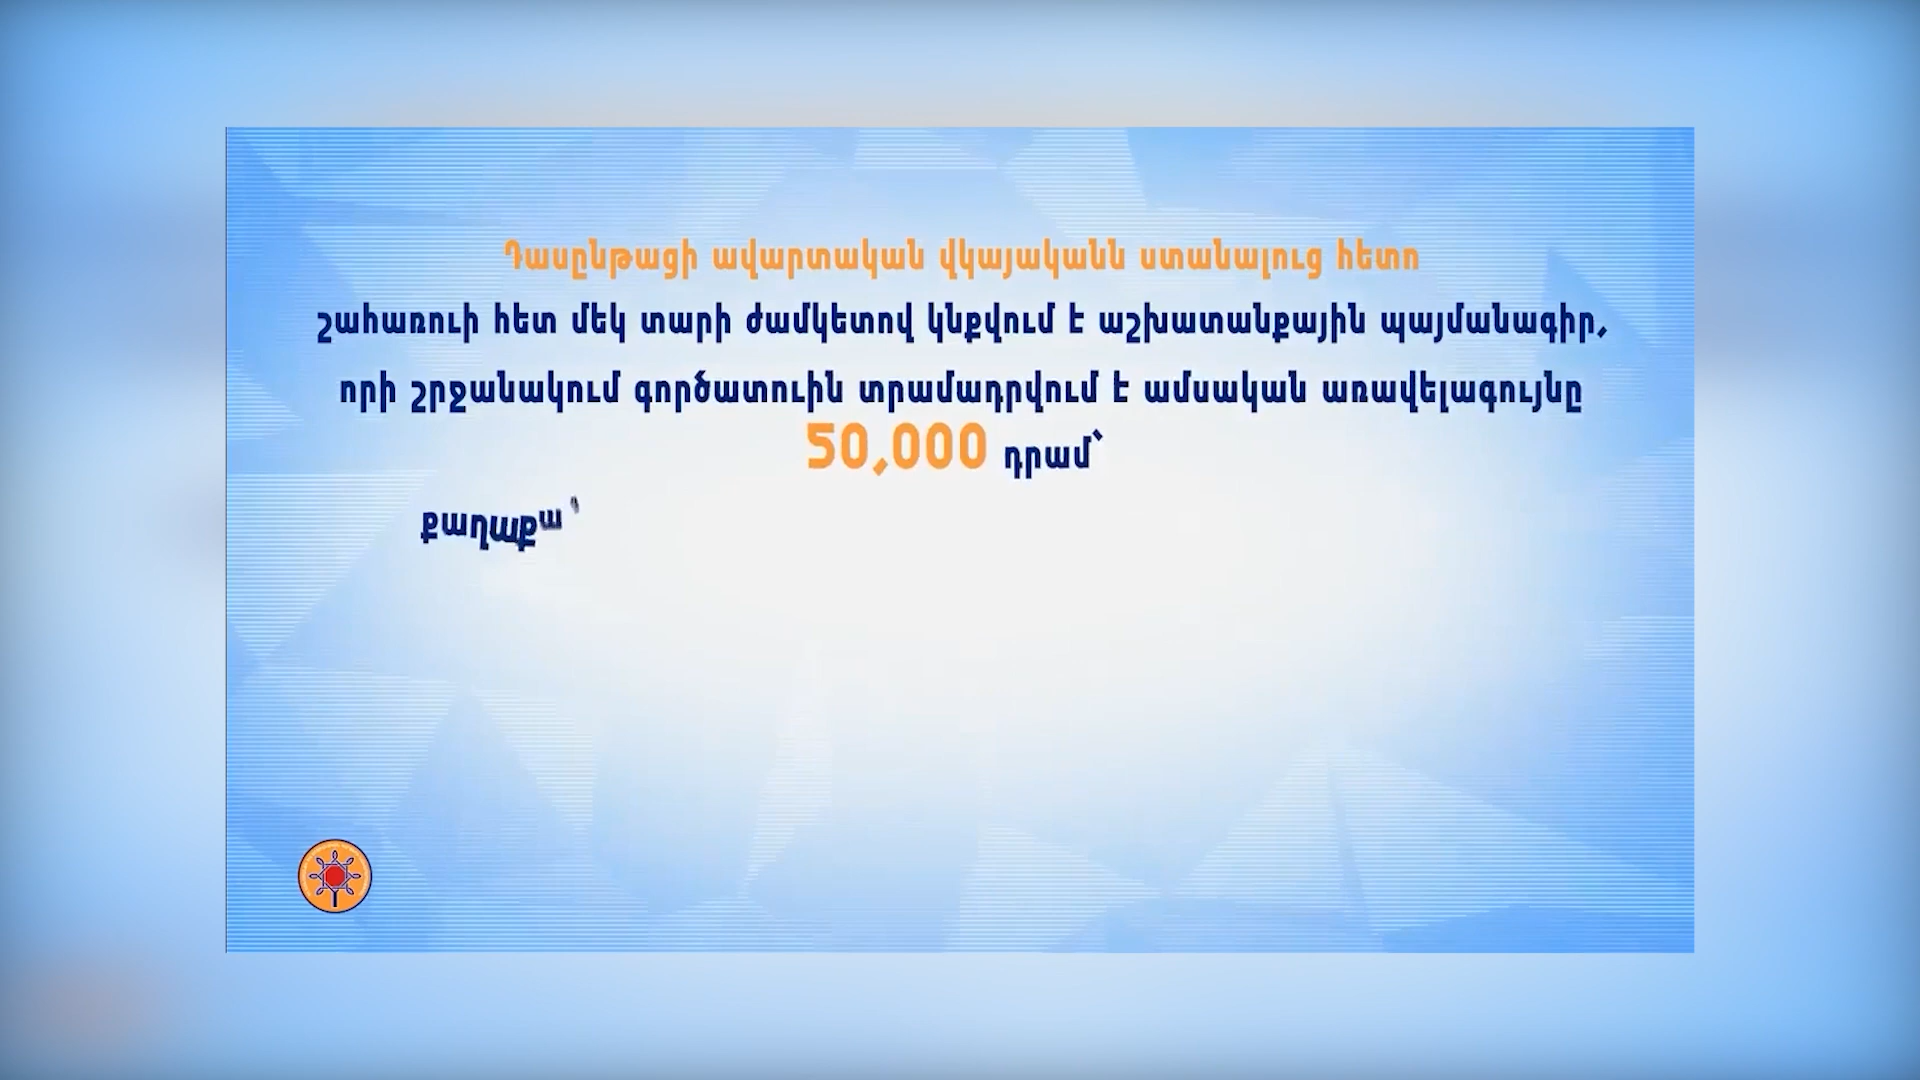 Դասընթացի ավարտական վկայականն ստանալուց հետո
շահառուի հետ մեկ տարի ժամկետով կնքվում է աշխատանքային պայմանագիր,
որի շրջանակում գործատուին տրամադրվում է ամսական առավելագույնը
50,000 դրամ՝
քաղաքա